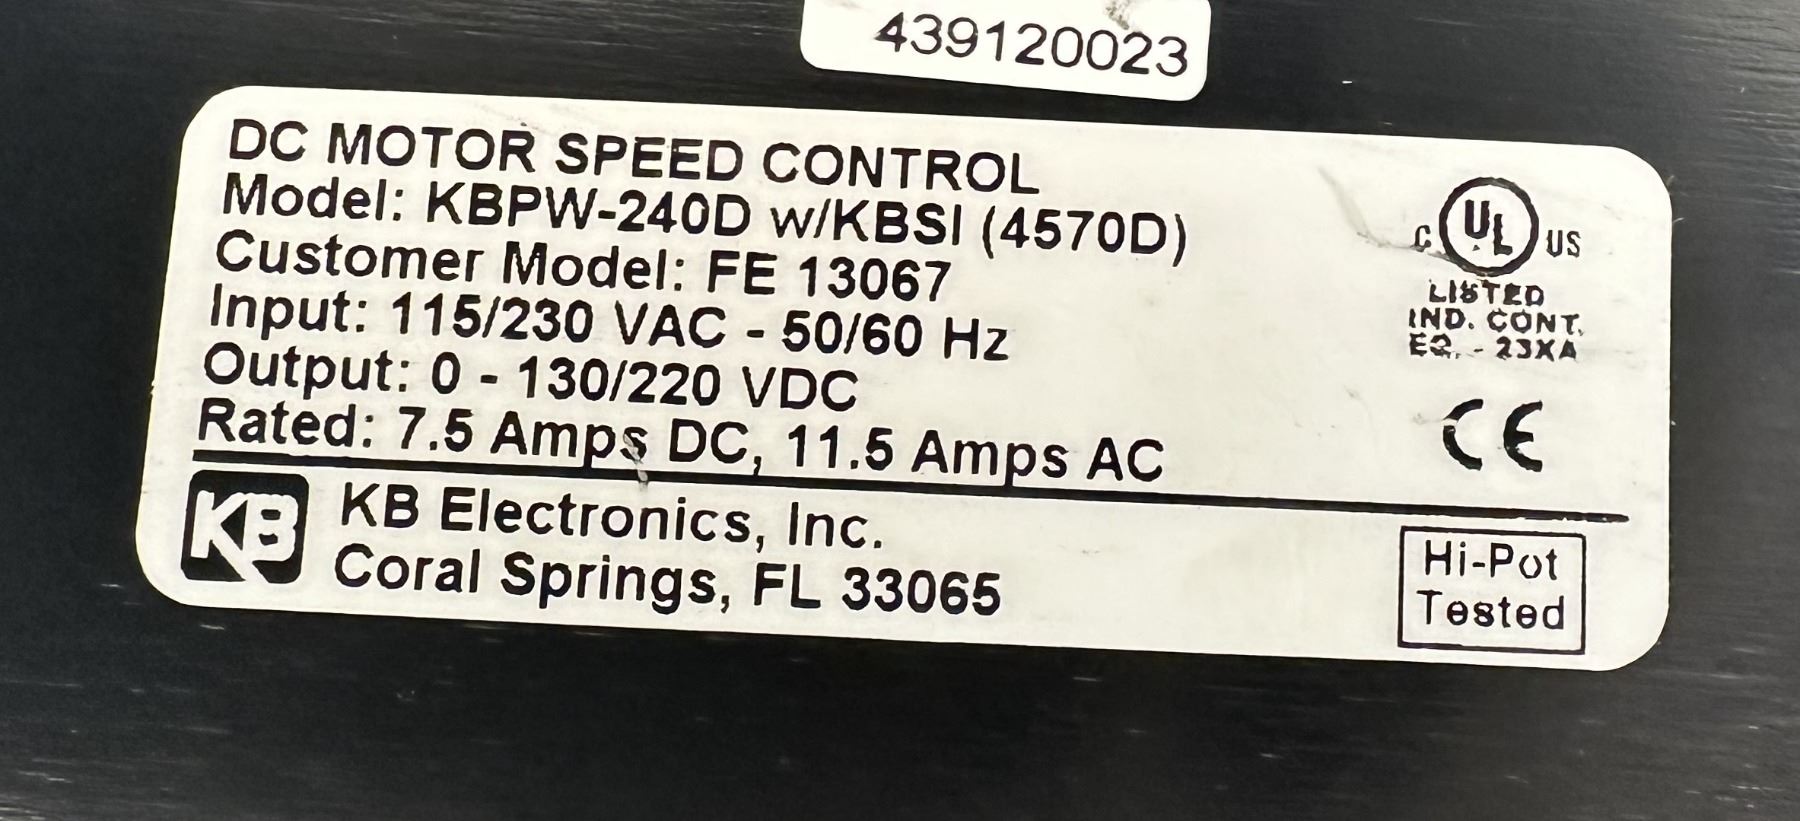 439120023
DC MOTOR SPEED CONTROL
Model: KBPW-240D w/KBSI (4570D)
Customer Model: FE 13067
Input: 115/230 VAC - 50/60 Hz
Output: 0 - 130/220 VDC
Rated: 7.5 Amps DC, 11.5 Amps AC
C UL US
LISTED
IND. CONT.
EQ. - 23XA
CE
KB
KB Electronics, Inc.
Coral Springs, FL 33065
Hi-Pot
Tested